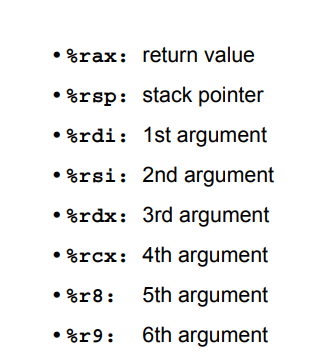 • %rax: return value
• %rsp: stack pointer
• %rdi: 1st argument
• %rsi: 2nd argument
• %rdx: 3rd argument
• %rcx: 4th argument
• %r8: 5th argument
• %r9: 6th argument